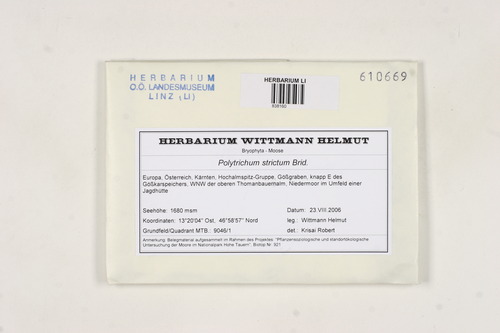 HERBARIUM
O.Ö. LANDESMUSEUM
LINZ (LI)
HERBARIUM LI
610669
HERBARIUM WITTMANN HELMUT
Bryophyta - Moose
Polytrichum strictum Brid.
Europa, Österreich, Kärnten, Hochalmspitz-Gruppe, Gößgraben, knapp E des
Gößkarspeichers, WNW der oberen Thomanbauermalm, Niedermoor im Umfeld einer
Jagdhütte
Seehöhe: 1680 msm
Datum: 23.VIII.2006
Koordinaten: 13°20'04" Ost, 46°58'57" Nord
leg.: Wittmann Helmut
Grundfeld/Quadrant MTB.: 9046/1
det.: Krisai Robert
Anmerkung: Belegmaterial aufgesammelt im Rahmen des Projektes: "Pflanzensoziologische und standortökologische
Untersuchung der Moore im Nationalpark Hohe Tauern"; Biotop Nr. 821